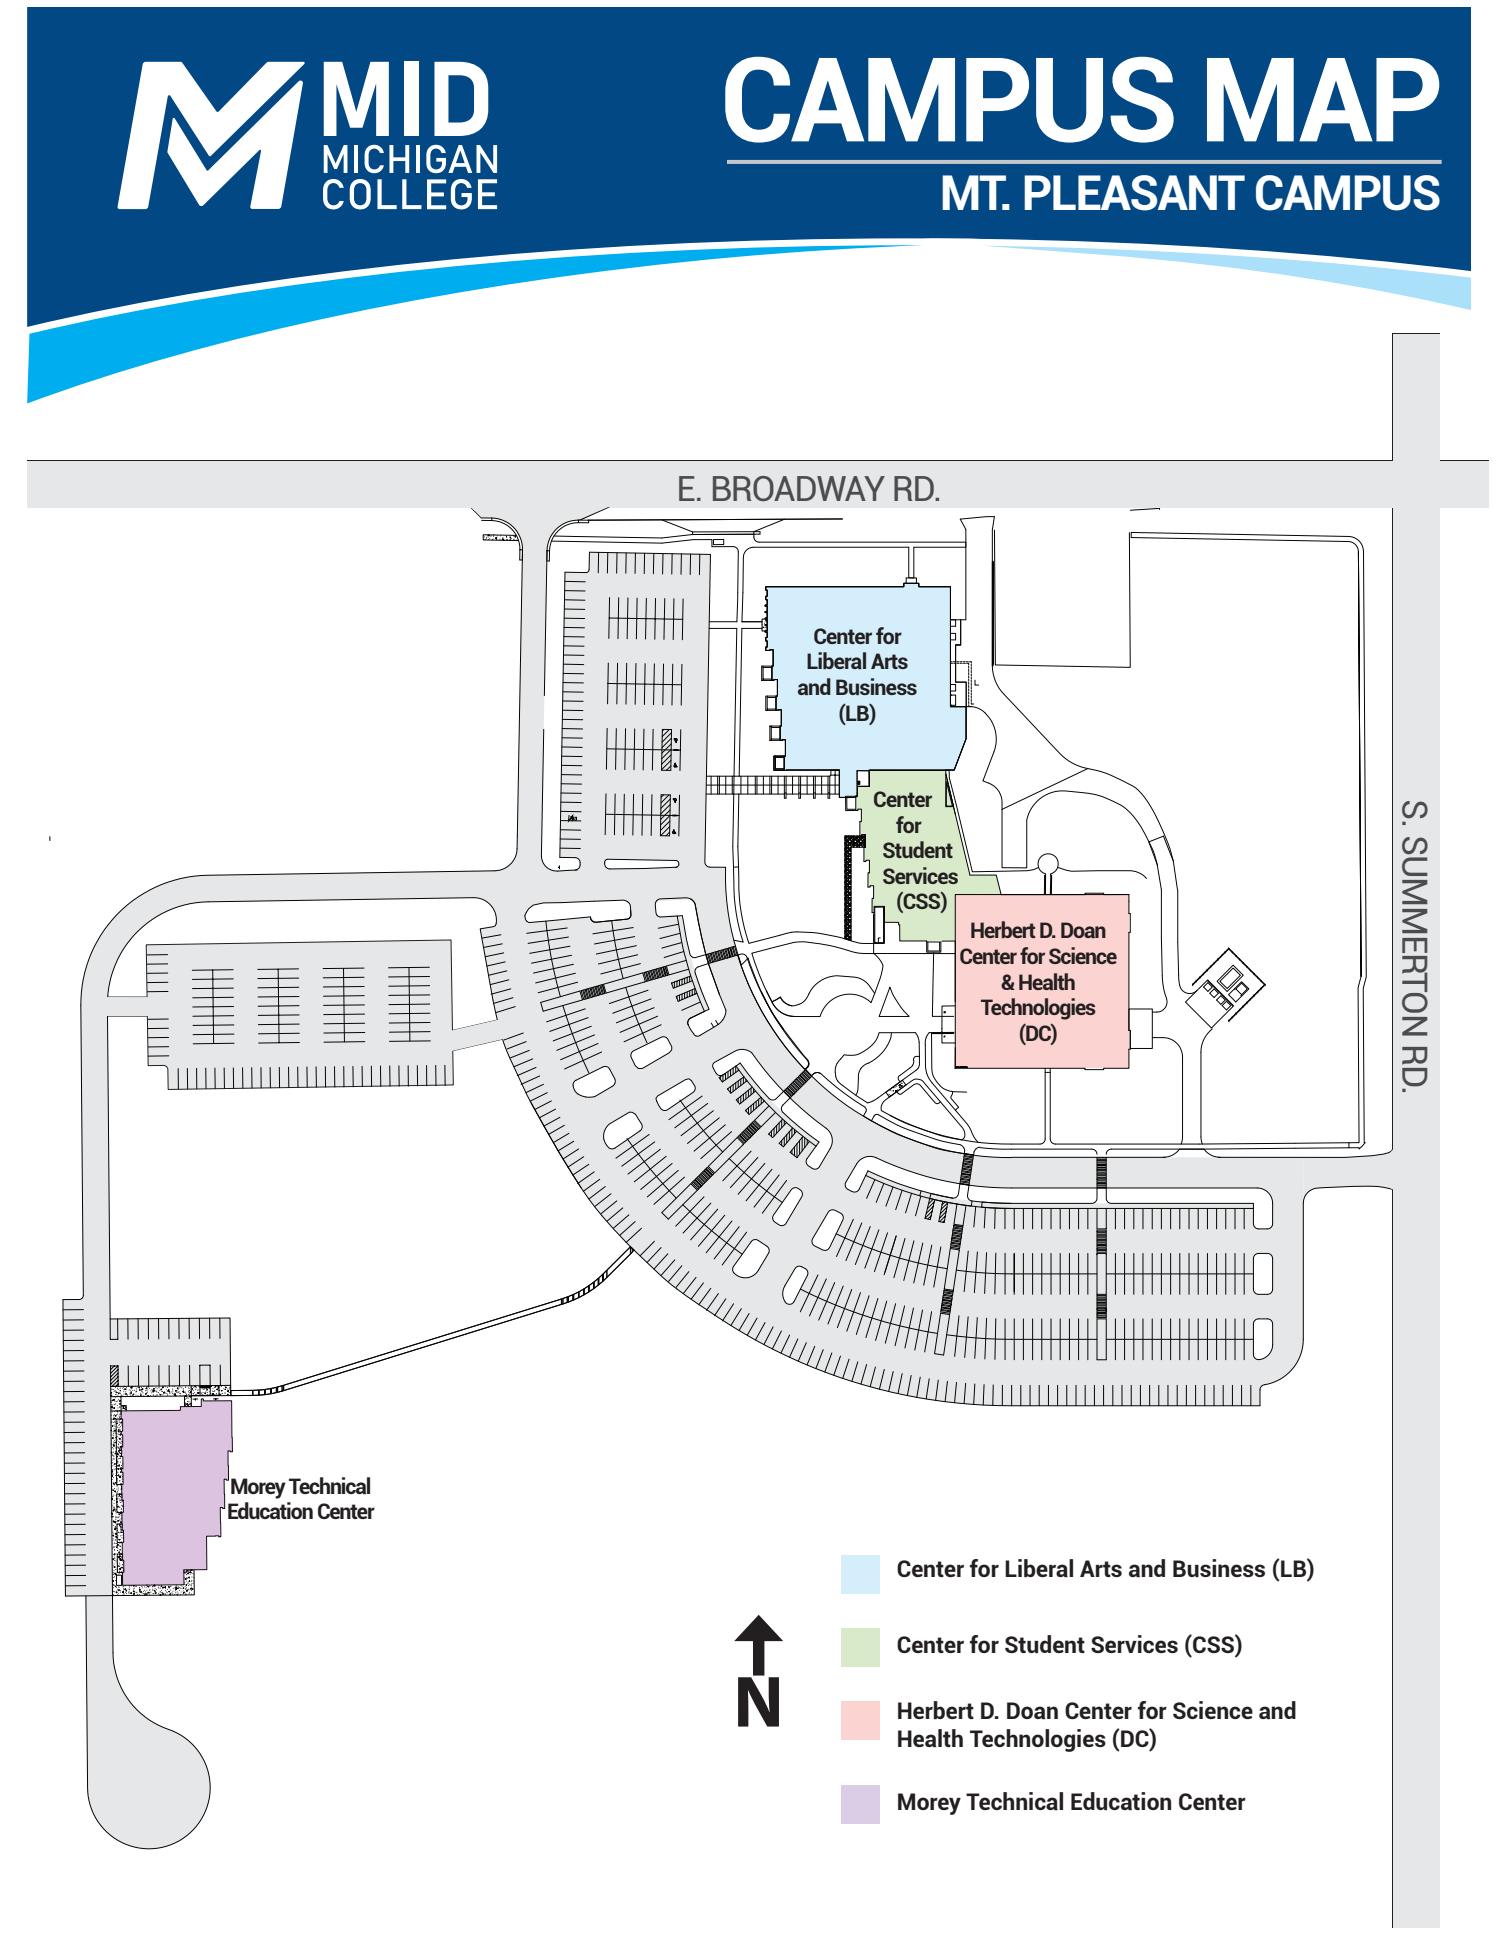 MID
MICHIGAN
COLLEGE
CAMPUS MAP
MT. PLEASANT CAMPUS
E. BROADWAY RD.
Center for
Liberal Arts
and Business
(LB)
Center
for
Student
Services
(CSS)
Herbert D. Doan
Center for Science
& Health
Technologies
(DC)
S. SUMMERTON RD.
Morey Technical
Education Center
Center for Liberal Arts and Business (LB)
Center for Student Services (CSS)
N
Herbert D. Doan Center for Science and
Health Technologies (DC)
Morey Technical Education Center